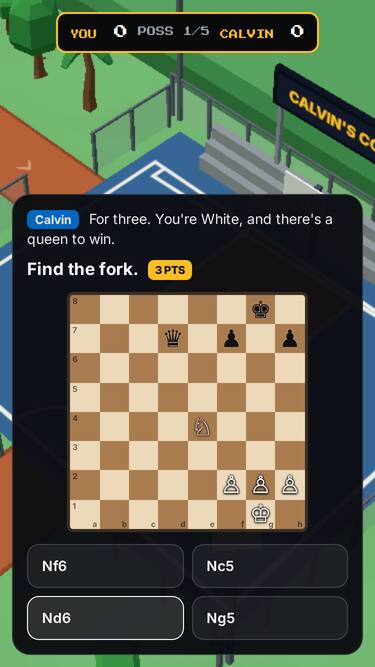 YOU 0 POSS 1/5 CALVIN 0
CALVIN'S CO
Calvin For three. You're White, and there's a
queen to win.
Find the fork. 3 PTS
8
7
6
5
4
3
2
1
a b c d e f g h
Nf6 Nc5
Nd6 Ng5